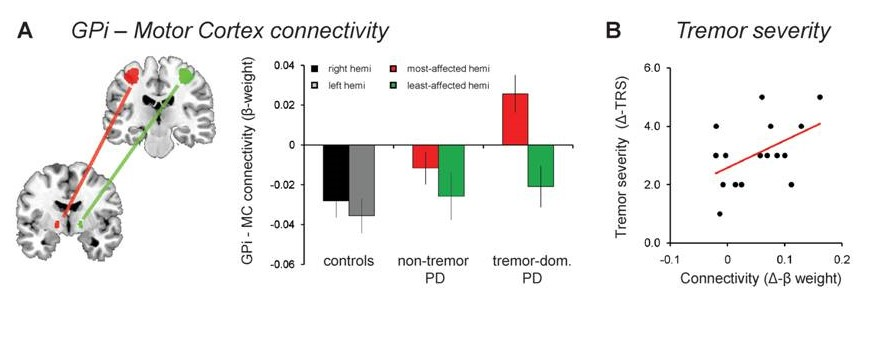 A
GPi – Motor Cortex connectivity
GPi - MC connectivity (β-weight)
0.04
0.02
0
-0.02
-0.04
-0.06
right hemi
left hemi
most-affected hemi
least-affected hemi
controls
non-tremor
PD
tremor-dom.
PD
B
Tremor severity
Tremor severity (Δ-TRS)
6.0
4.0
2.0
0.0
-0.1
0
0.1
0.2
Connectivity (Δ-β weight)